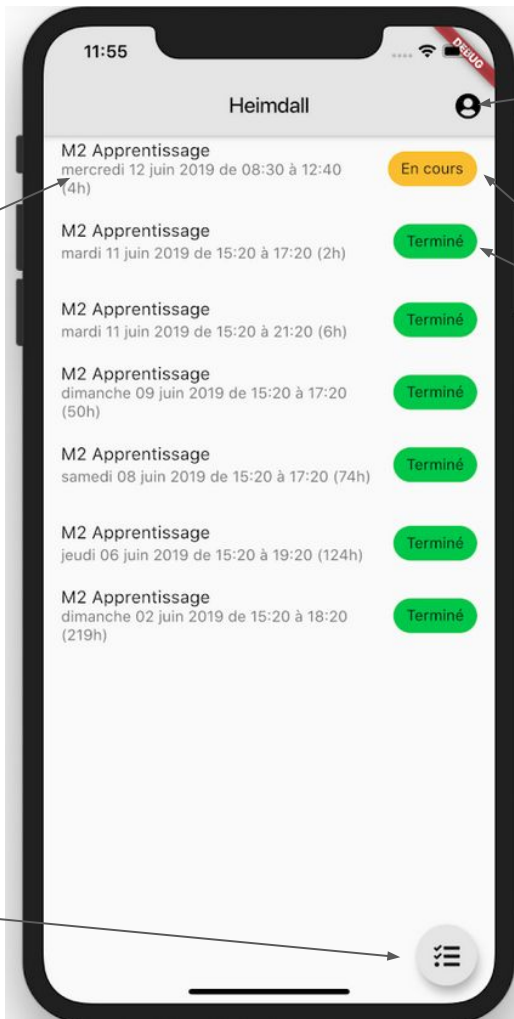 11:55
DEBUG
Heimdall
M2 Apprentissage
mercredi 12 juin 2019 de 08:30 à 12:40
(4h)
En cours
M2 Apprentissage
mardi 11 juin 2019 de 15:20 à 17:20 (2h)
Terminé
M2 Apprentissage
mardi 11 juin 2019 de 15:20 à 21:20 (6h)
Terminé
M2 Apprentissage
dimanche 09 juin 2019 de 15:20 à 17:20
(50h)
Terminé
M2 Apprentissage
samedi 08 juin 2019 de 15:20 à 17:20 (74h)
Terminé
M2 Apprentissage
jeudi 06 juin 2019 de 15:20 à 19:20 (124h)
Terminé
M2 Apprentissage
dimanche 02 juin 2019 de 15:20 à 18:20
(219h)
Terminé